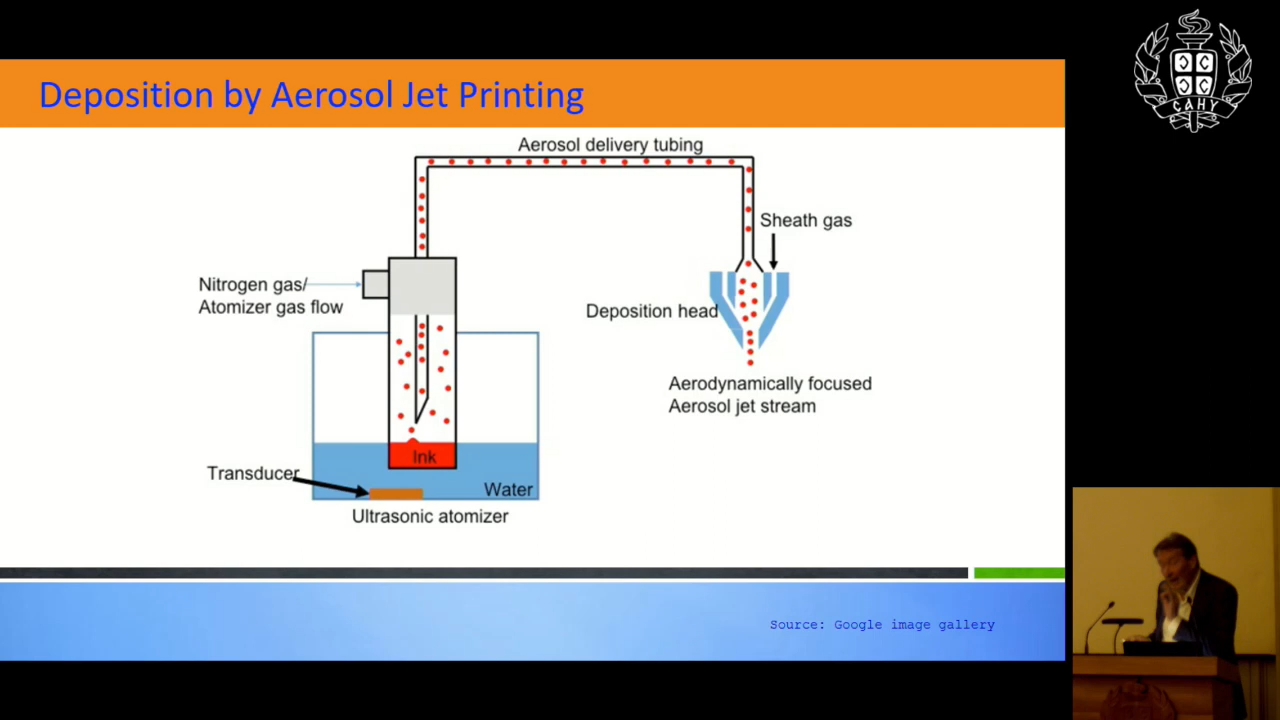 Deposition by Aerosol Jet Printing
Aerosol delivery tubing
Sheath gas
Nitrogen gas/
Atomizer gas flow
Deposition head
Aerodynamically focused
Aerosol jet stream
Ink
Transducer
Water
Ultrasonic atomizer
Source: Google image gallery
САНУ